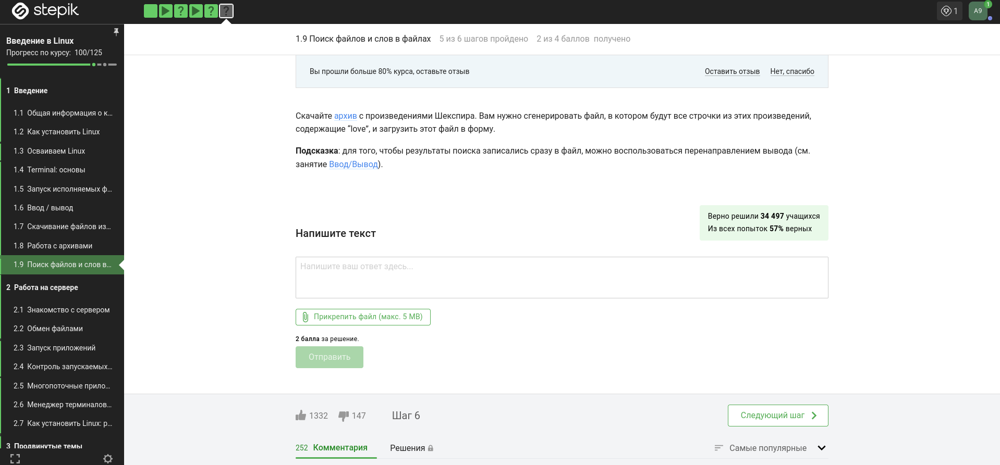 stepik
1
A9
1
Введение в Linux
Прогресс по курсу: 100/125
1 Введение
1.1 Общая информация о к...
1.2 Как установить Linux
1.3 Осваиваем Linux
1.4 Terminal: основы
1.5 Запуск исполняемых ф...
1.6 Ввод / вывод
1.7 Скачивание файлов из...
1.8 Работа с архивами
1.9 Поиск файлов и слов в...
2 Работа на сервере
2.1 Знакомство с сервером
2.2 Обмен файлами
2.3 Запуск приложений
2.4 Контроль запускаемых...
2.5 Многопоточные прило...
2.6 Менеджер терминалов...
2.7 Как установить Linux: р...
3 Продвинутые темы
1.9 Поиск файлов и слов в файлах 5 из 6 шагов пройдено 2 из 4 баллов получено
Вы прошли больше 80% курса, оставьте отзыв Оставить отзыв Нет, спасибо
Скачайте архив с произведениями Шекспира. Вам нужно сгенерировать файл, в котором будут все строчки из этих произведений,
содержащие “love”, и загрузить этот файл в форму.
Подсказка: для того, чтобы результаты поиска записались сразу в файл, можно воспользоваться перенаправлением вывода (см.
занятие Ввод/Вывод).
Верно решили 34 497 учащихся
Из всех попыток 57% верных
Напишите текст
Напишите ваш ответ здесь...
Прикрепить файл (макс. 5 MB)
2 балла за решение.
Отправить
1332 147 Шаг 6 Следующий шаг
252 Комментария Решения Самые популярные